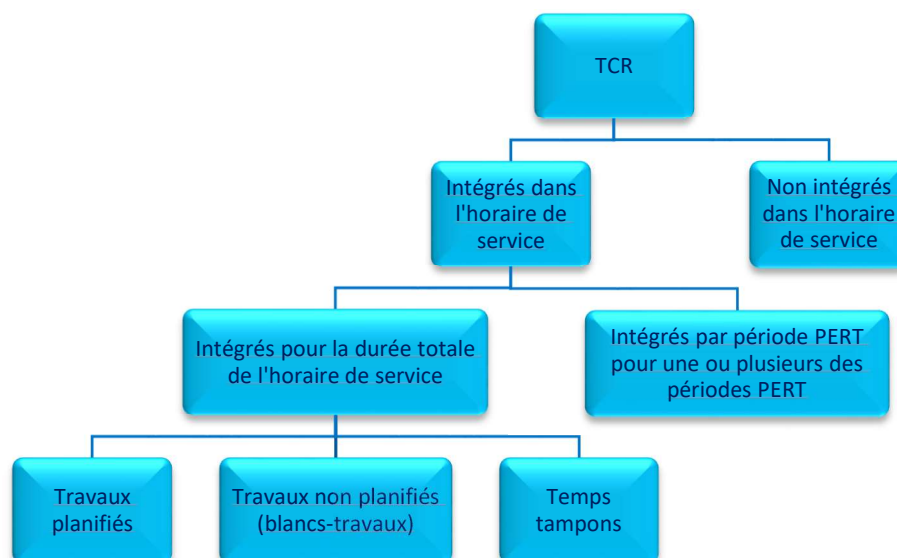 TCR
Intégrés dans
l'horaire de
service
Non intégrés
dans l'horaire
de service
Intégrés pour la durée totale
de l'horaire de service
Intégrés par période PERT
pour une ou plusieurs des
périodes PERT
Travaux
planifiés
Travaux non planifiés
(blancs-travaux)
Temps
tampons